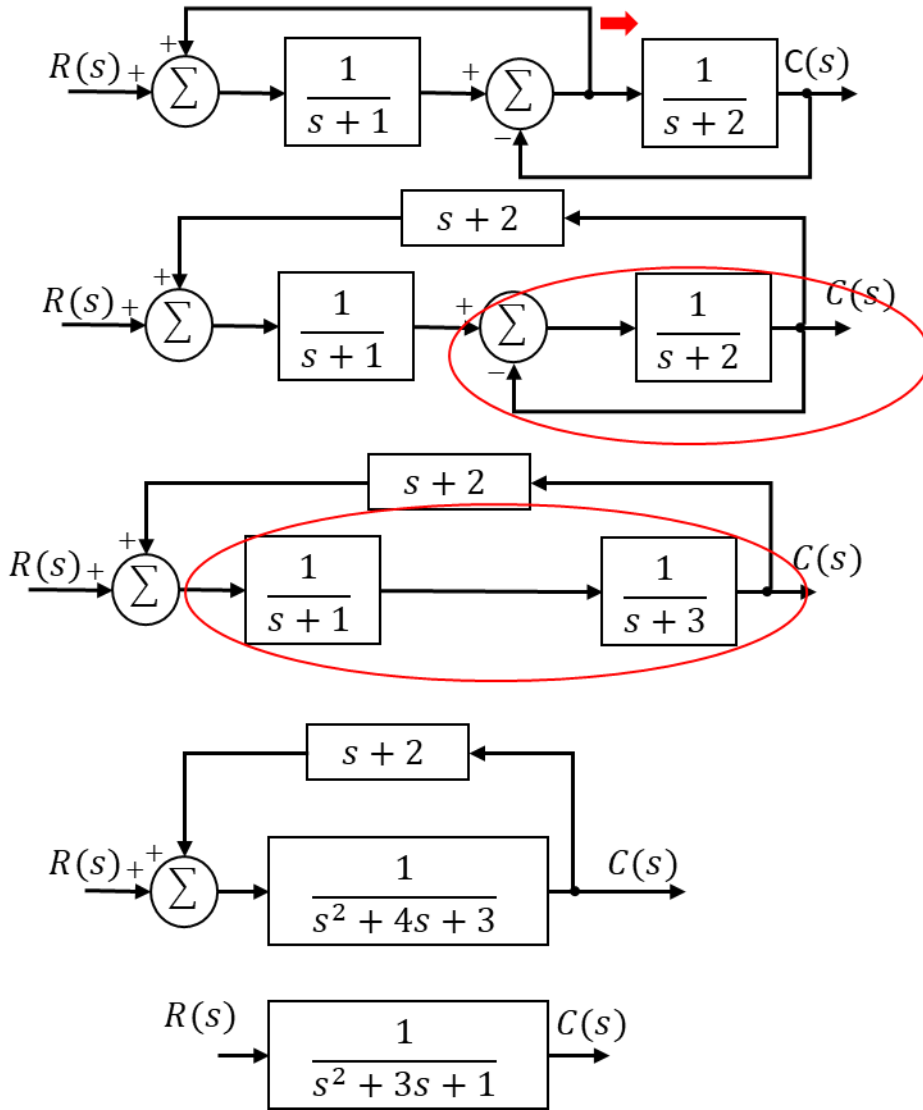 R(s) + + Σ 1/(s + 1) + − Σ 1/(s + 2) C(s)
s + 2
R(s) + + Σ 1/(s + 1) + − Σ 1/(s + 2) C(s)
s + 2
R(s) + + Σ 1/(s + 1) 1/(s + 3) C(s)
s + 2
R(s) + + Σ 1/(s² + 4s + 3) C(s)
R(s) 1/(s² + 3s + 1) C(s)